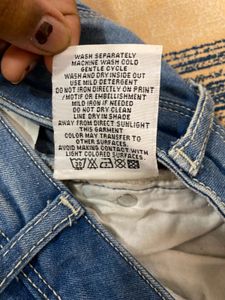 WASH SEPARATELY
MACHINE WASH COLD
GENTLE CYCLE
WASH AND DRY INSIDE OUT
USE MILD DETERGENT
DO NOT IRON DIRECTLY ON PRINT
/MOTIF OR EMBELLISHMENT
MILD IRON IF NEEDED
DO NOT DRY CLEAN
LINE DRY IN SHADE
AWAY FROM DIRECT SUNLIGHT
THIS GARMENT
COLOR MAY TRANSFER TO
OTHER SURFACES.
AVOID MAKING CONTACT WITH
LIGHT COLORED SURFACES